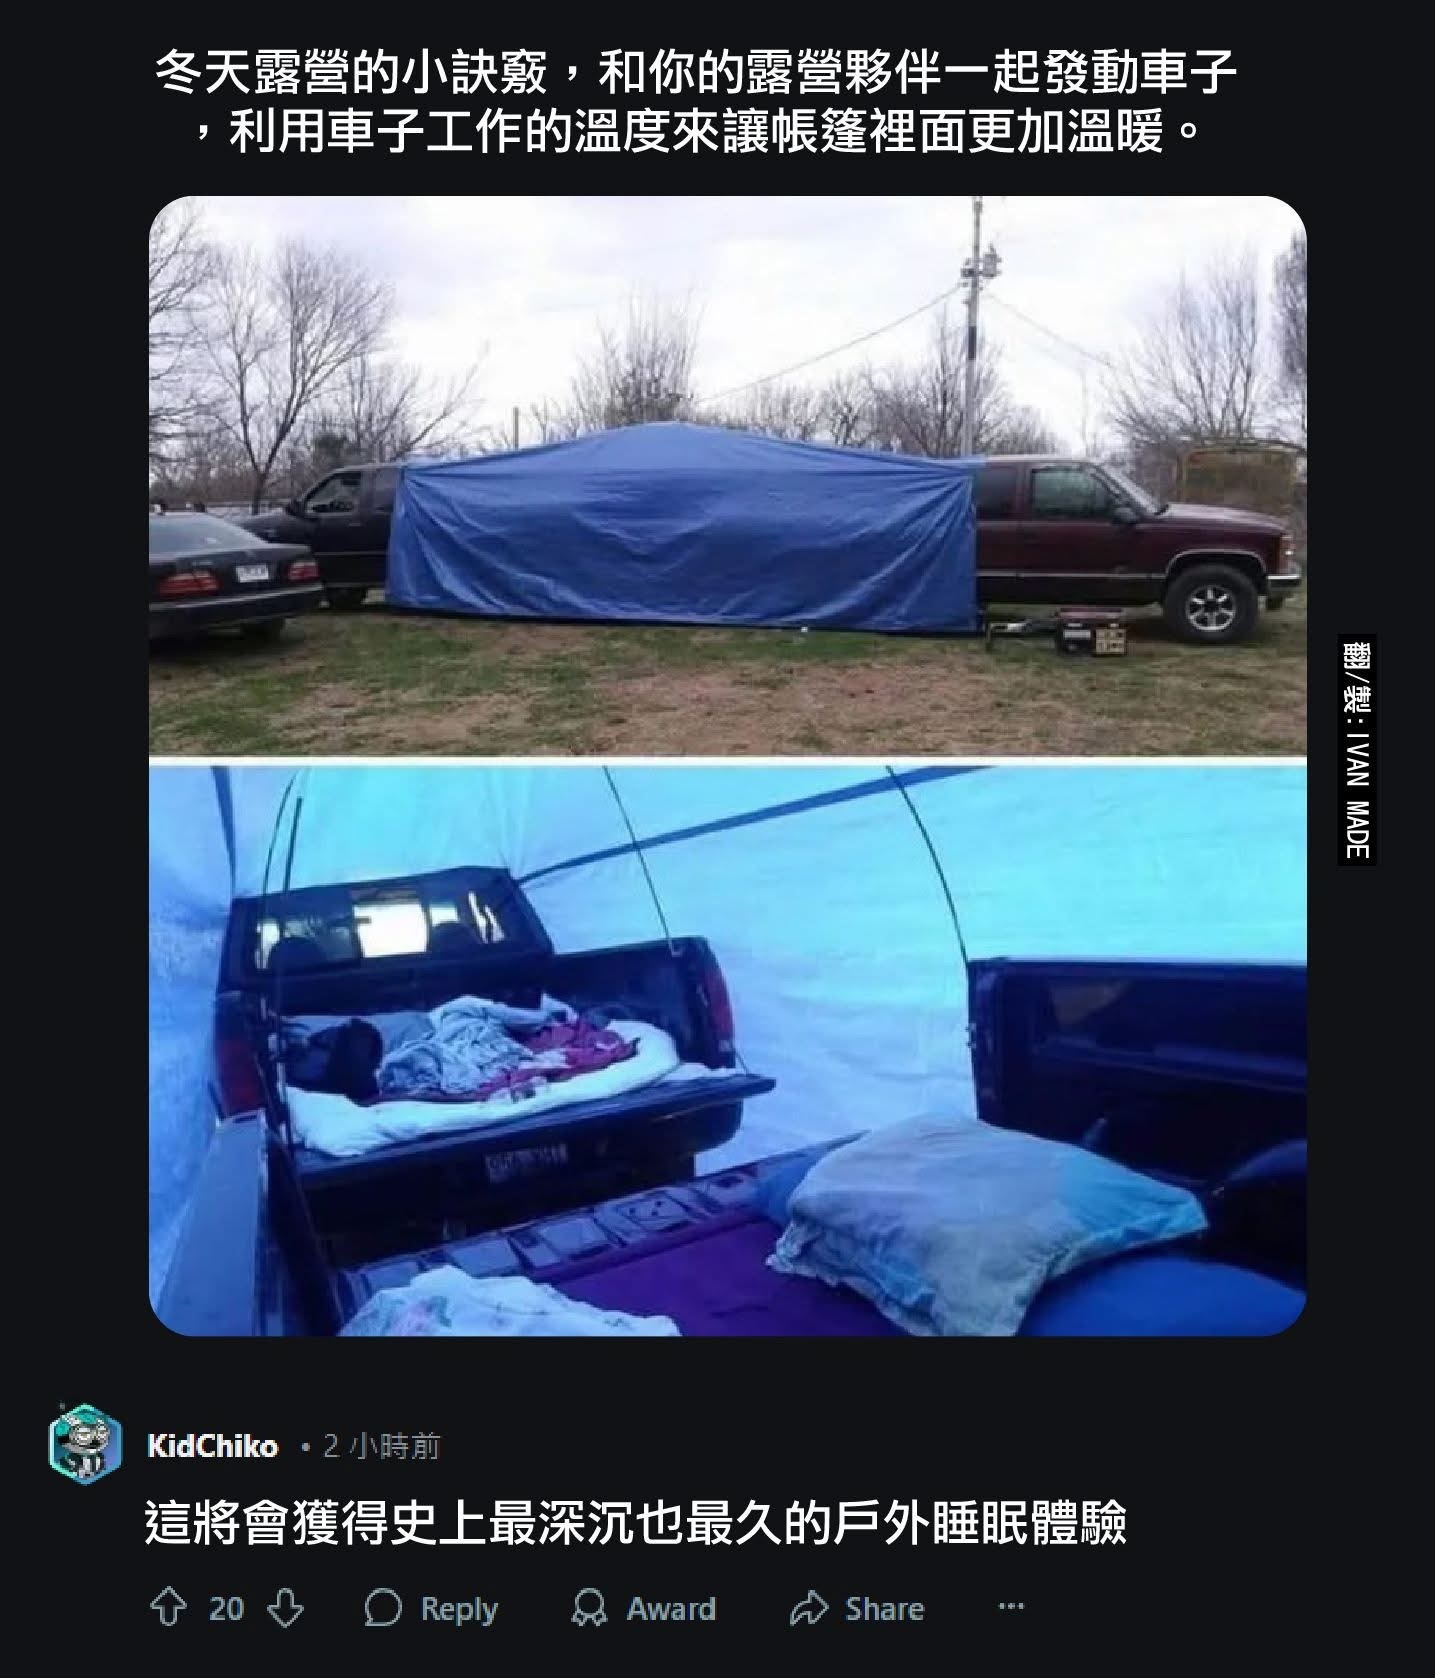 冬天露營的小訣竅，和你的露營夥伴一起發動車子
，利用車子工作的溫度來讓帳篷裡面更加溫暖。
翻/製:IVAN MADE
KidChiko • 2 小時前
這將會獲得史上最深沉也最久的戶外睡眠體驗
20 Reply Award Share ...